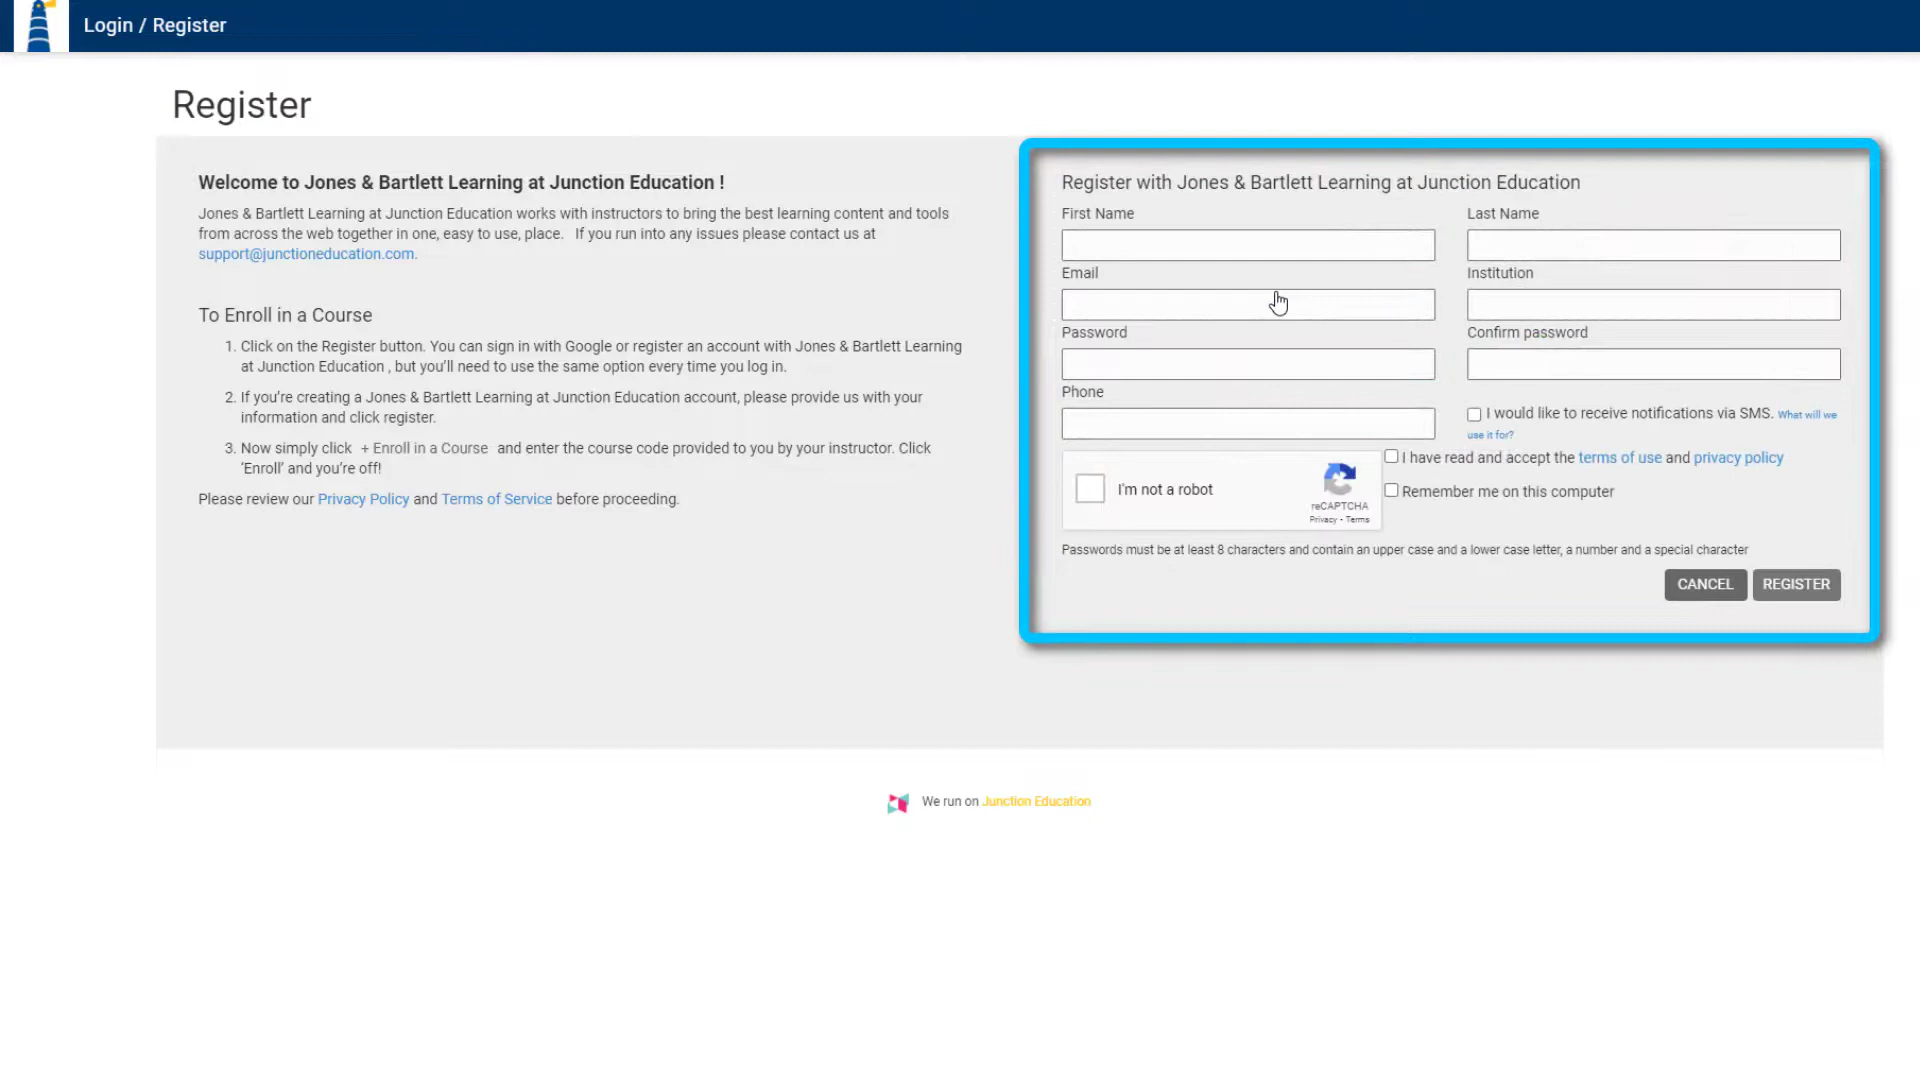 Login / Register
Register
Welcome to Jones & Bartlett Learning at Junction Education !
Jones & Bartlett Learning at Junction Education works with instructors to bring the best learning content and tools
from across the web together in one, easy to use, place. If you run into any issues please contact us at
support@junctioneducation.com.
To Enroll in a Course
1. Click on the Register button. You can sign in with Google or register an account with Jones & Bartlett Learning
at Junction Education , but you'll need to use the same option every time you log in.
2. If you're creating a Jones & Bartlett Learning at Junction Education account, please provide us with your
information and click register.
3. Now simply click + Enroll in a Course and enter the course code provided to you by your instructor. Click
'Enroll' and you're off!
Please review our Privacy Policy and Terms of Service before proceeding.
Register with Jones & Bartlett Learning at Junction Education
First Name
Last Name
Email
Institution
Password
Confirm password
Phone
I would like to receive notifications via SMS. What will we
use it for?
I have read and accept the terms of use and privacy policy
I'm not a robot
Remember me on this computer
reCAPTCHA
Privacy - Terms
Passwords must be at least 8 characters and contain an upper case and a lower case letter, a number and a special character
CANCEL
REGISTER
We run on Junction Education